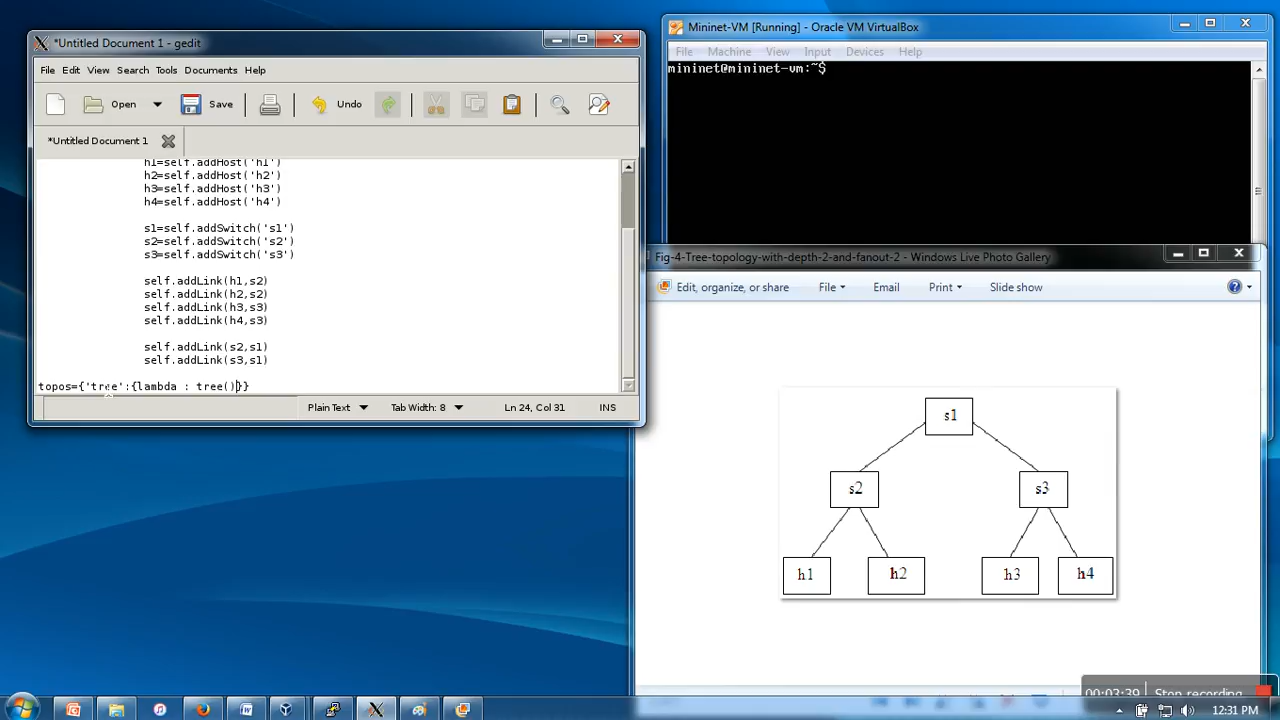 *Untitled Document 1 - gedit
File Edit View Search Tools Documents Help
Open Save Undo
*Untitled Document 1
h1=self.addHost('h1')
h2=self.addHost('h2')
h3=self.addHost('h3')
h4=self.addHost('h4')
s1=self.addSwitch('s1')
s2=self.addSwitch('s2')
s3=self.addSwitch('s3')
self.addLink(h1,s2)
self.addLink(h2,s2)
self.addLink(h3,s3)
self.addLink(h4,s3)
self.addLink(s2,s1)
self.addLink(s3,s1)
topos={'tree':{lambda : tree()}}
Plain Text Tab Width: 8 Ln 24, Col 31 INS
Mininet-VM [Running] - Oracle VM VirtualBox
File Machine View Input Devices Help
mininet@mininet-vm:~$
Fig-4-Tree-topology-with-depth-2-and-fanout-2 - Windows Live Photo Gallery
Edit, organize, or share File Email Print Slide show
s1
s2 s3
h1 h2 h3 h4
00:03:39 Stop recording
12:31 PM